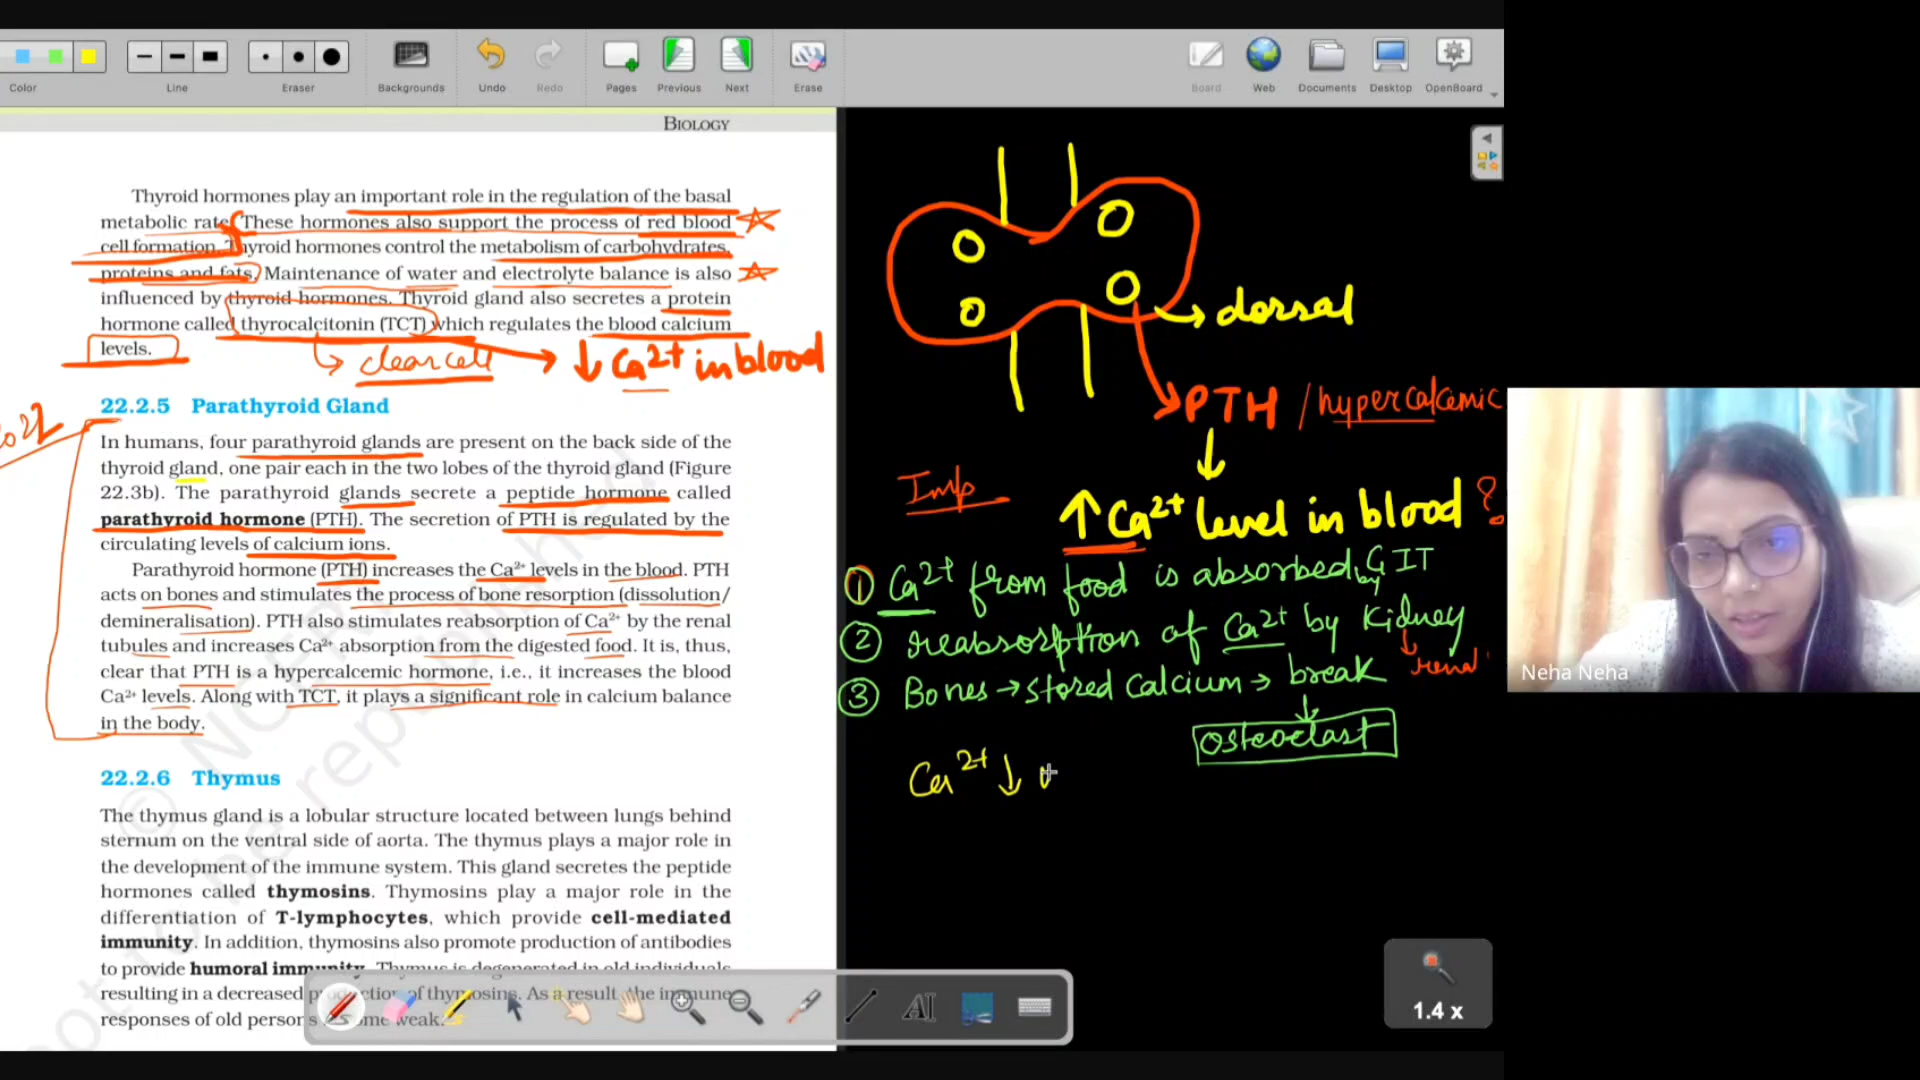 Color
Line
Eraser
Backgrounds
Undo
Redo
Pages
Previous
Next
Erase
Board
Web
Documents
Desktop
OpenBoard
BIOLOGY
Thyroid hormones play an important role in the regulation of the basal
metabolic rate. These hormones also support the process of red blood
cell formation. Thyroid hormones control the metabolism of carbohydrates,
proteins and fats. Maintenance of water and electrolyte balance is also
influenced by thyroid hormones. Thyroid gland also secretes a protein
hormone called thyrocalcitonin (TCT) which regulates the blood calcium
levels.
clear cell
↓ Ca2+ in blood
22.2.5 Parathyroid Gland
In humans, four parathyroid glands are present on the back side of the
thyroid gland, one pair each in the two lobes of the thyroid gland (Figure
22.3b). The parathyroid glands secrete a peptide hormone called
parathyroid hormone (PTH). The secretion of PTH is regulated by the
circulating levels of calcium ions.
Parathyroid hormone (PTH) increases the Ca2+ levels in the blood. PTH
acts on bones and stimulates the process of bone resorption (dissolution/
demineralisation). PTH also stimulates reabsorption of Ca2+ by the renal
tubules and increases Ca2+ absorption from the digested food. It is, thus,
clear that PTH is a hypercalcemic hormone, i.e., it increases the blood
Ca2+ levels. Along with TCT, it plays a significant role in calcium balance
in the body.
22.2.6 Thymus
The thymus gland is a lobular structure located between lungs behind
sternum on the ventral side of aorta. The thymus plays a major role in
the development of the immune system. This gland secretes the peptide
hormones called thymosins. Thymosins play a major role in the
differentiation of T-lymphocytes, which provide cell-mediated
immunity. In addition, thymosins also promote production of antibodies
to provide humoral immunity. Thymus is degenerated in old individuals
resulting in a decreased production of thymosins. As a result, the immune
responses of old persons become weak.
→ dorsal
PTH / hypercalcemic
↓
Imp
↑ Ca2+ level in blood ?
① Ca2+ from food is absorbed by GIT
② reabsorption of Ca2+ by Kidney
renal
③ Bones → stored Calcium → break
osteoclast
Ca2+ ↓
Neha Neha
1.4 x